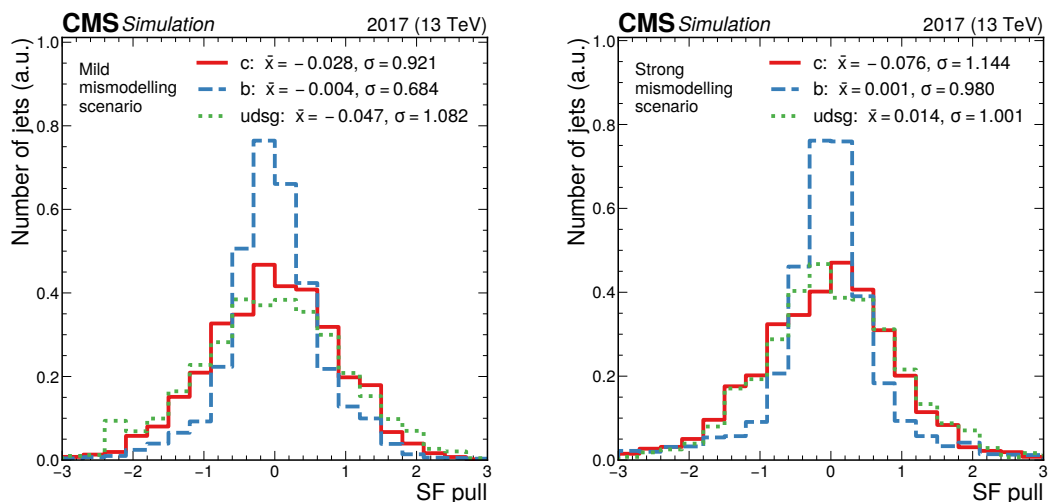 CMS Simulation 2017 (13 TeV)
Number of jets (a.u.)
1.0
0.8
0.6
0.4
0.2
0.0
Mild
mismodelling
scenario
c: x̄ = −0.028, σ = 0.921
b: x̄ = −0.004, σ = 0.684
udsg: x̄ = −0.047, σ = 1.082
−3 −2 −1 0 1 2 3
SF pull
CMS Simulation 2017 (13 TeV)
Number of jets (a.u.)
1.0
0.8
0.6
0.4
0.2
0.0
Strong
mismodelling
scenario
c: x̄ = −0.076, σ = 1.144
b: x̄ = 0.001, σ = 0.980
udsg: x̄ = 0.014, σ = 1.001
−3 −2 −1 0 1 2 3
SF pull